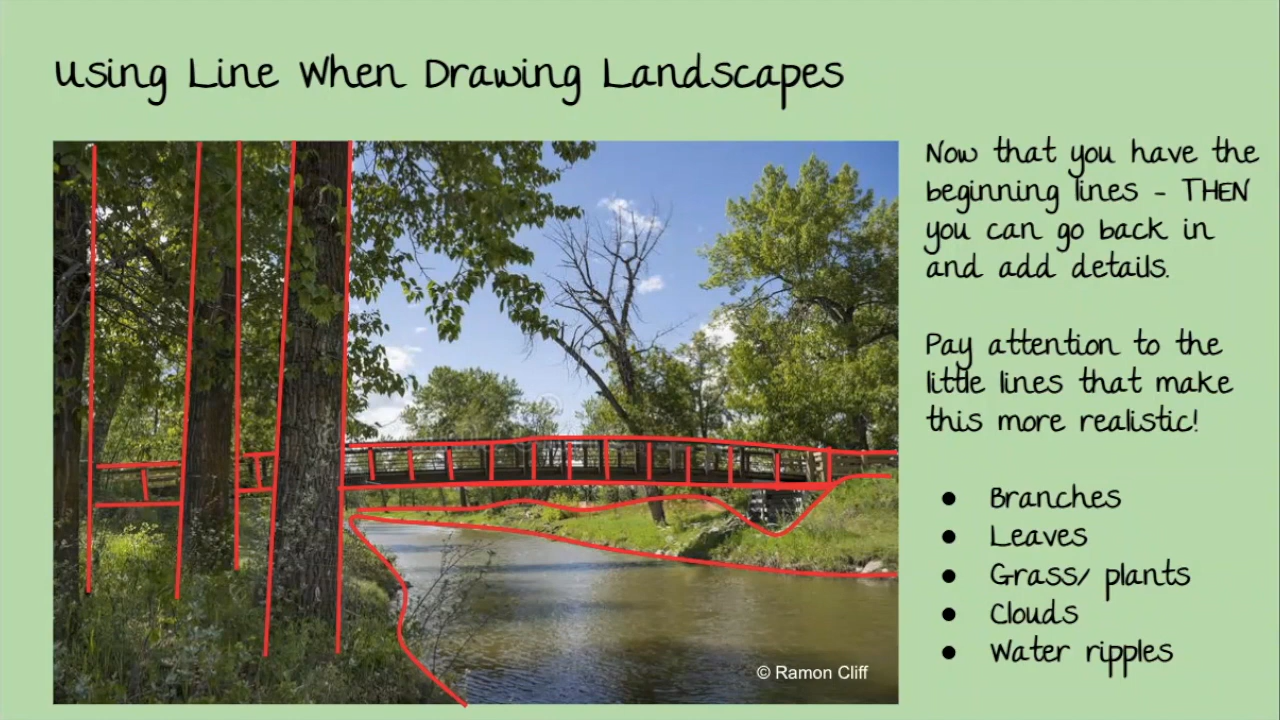 Using Line When Drawing Landscapes
Now that you have the
beginning lines - THEN
you can go back in
and add details.
Pay attention to the
little lines that make
this more realistic!
● Branches
● Leaves
● Grass/ plants
● Clouds
● Water ripples
© Ramon Cliff